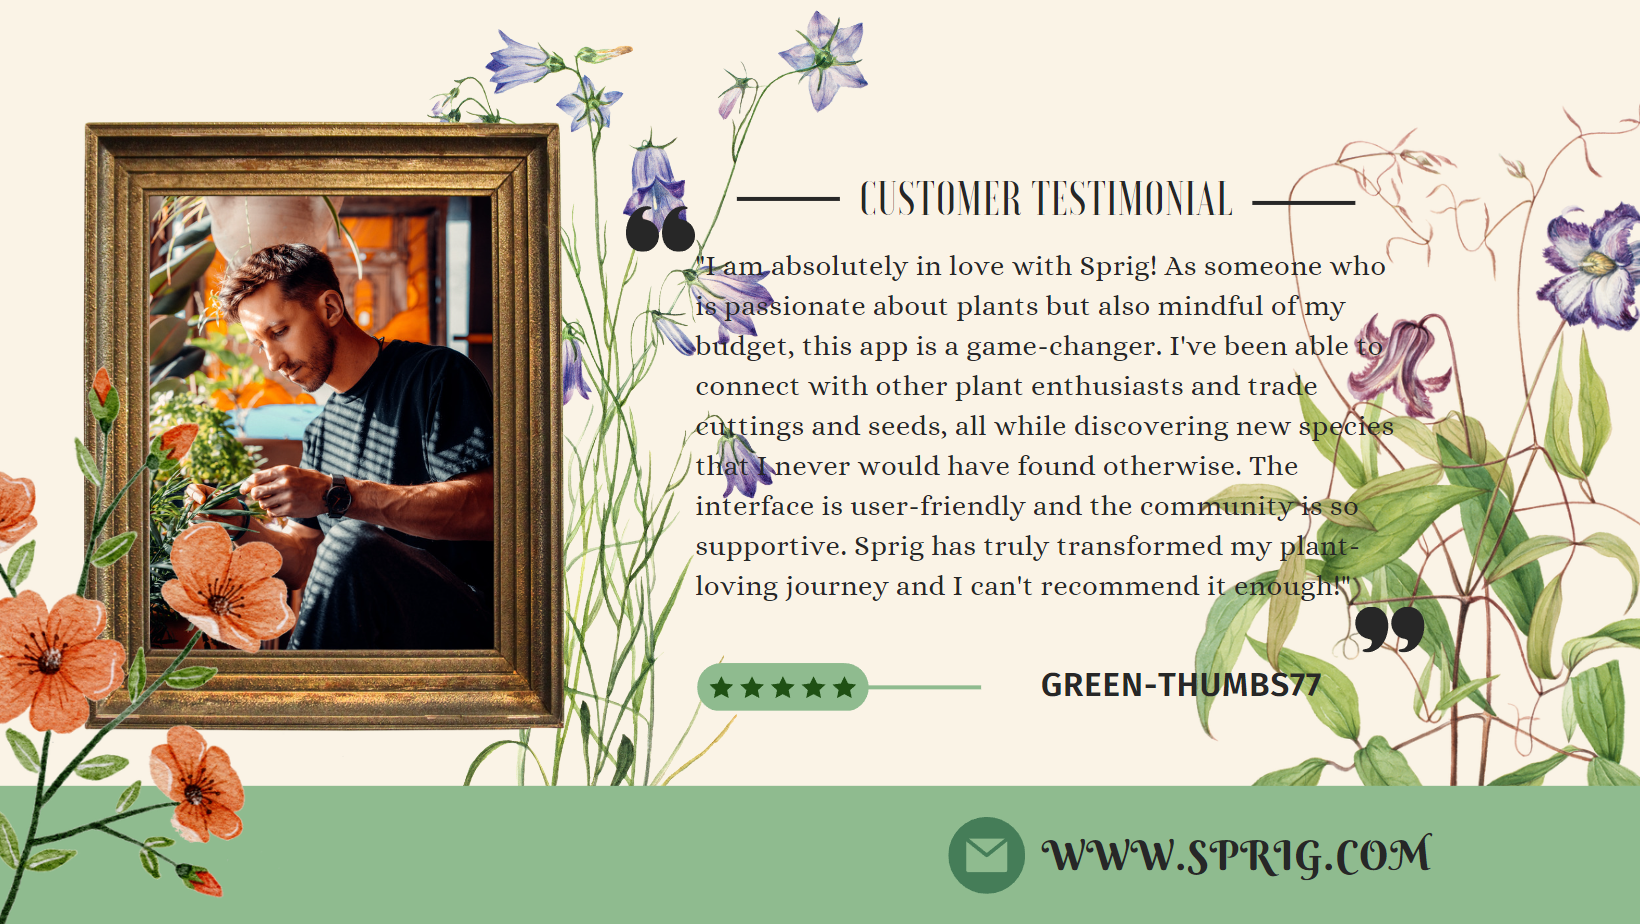 CUSTOMER TESTIMONIAL
“
"I am absolutely in love with Sprig! As someone who
is passionate about plants but also mindful of my
budget, this app is a game-changer. I've been able to
connect with other plant enthusiasts and trade
cuttings and seeds, all while discovering new species
that I never would have found otherwise. The
interface is user-friendly and the community is so
supportive. Sprig has truly transformed my plant-
loving journey and I can't recommend it enough!"
”
GREEN-THUMBS77
WWW.SPRIG.COM